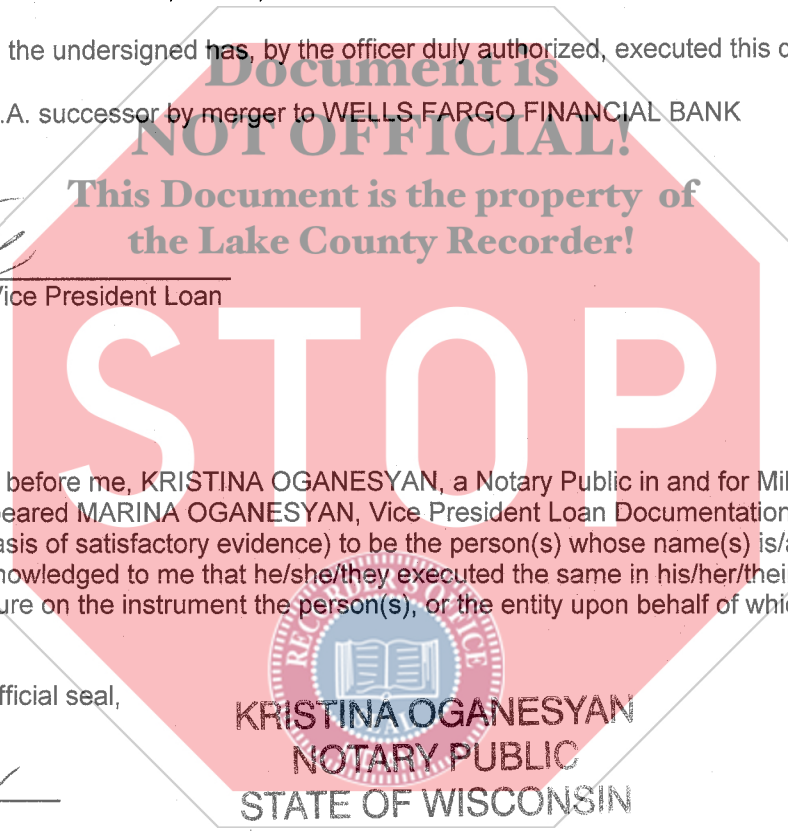 the undersigned has, by the officer duly authorized, executed this
Document is
.A. successor by merger to WELLS FARGO FINANCIAL BANK
NOT OFFICIAL!
This Document is the property of
the Lake County Recorder!
Vice President Loan
STOP
before me, KRISTINA OGANESYAN, a Notary Public in and for Mil
eared MARINA OGANESYAN, Vice President Loan Documentation
asis of satisfactory evidence) to be the person(s) whose name(s) is/a
nowledged to me that he/she/they executed the same in his/her/their
ure on the instrument the person(s), or the entity upon behalf of whic
RECORDER'S OFFICE
fficial seal,
KRISTINA OGANESYAN
NOTARY PUBLIC
STATE OF WISCONSIN